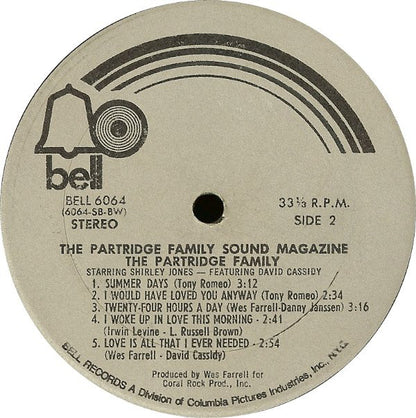 bell
BELL 6064
(6064-SB-BW)
STEREO
33⅓ R.P.M.
SIDE 2
THE PARTRIDGE FAMILY SOUND MAGAZINE
THE PARTRIDGE FAMILY
STARRING SHIRLEY JONES — FEATURING DAVID CASSIDY
1. SUMMER DAYS (Tony Romeo) 3:12
2. I WOULD HAVE LOVED YOU ANYWAY (Tony Romeo) 2:34
3. TWENTY-FOUR HOURS A DAY (Wes Farrell-Danny Janssen) 3:16
4. I WOKE UP IN LOVE THIS MORNING - 2:41
(Irwin Levine - L. Russell Brown)
5. LOVE IS ALL THAT I EVER NEEDED - 2:54
(Wes Farrell - David Cassidy)
Produced by Wes Farrell for
Coral Rock Prod., Inc.
BELL RECORDS A Division of Columbia Pictures Industries, Inc., N.Y.C.